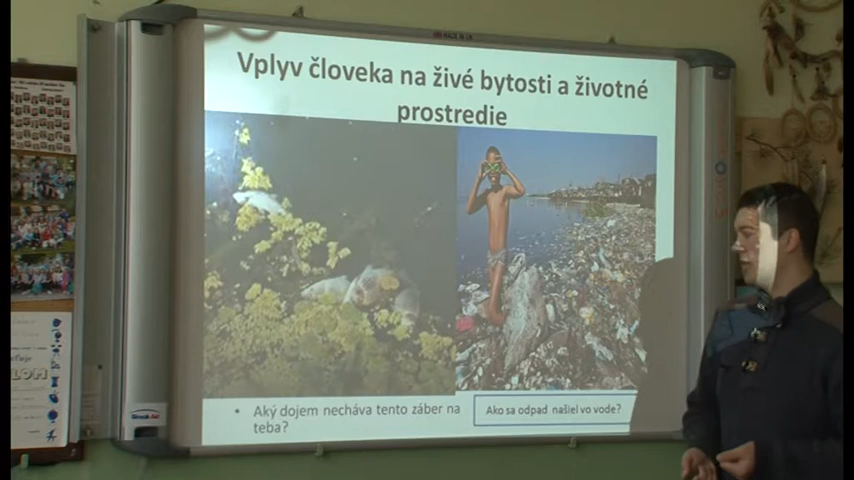 Vplyv človeka na živé bytosti a životné
prostredie
• Aký dojem necháva tento záber na
teba?
Ako sa odpad našiel vo vode?